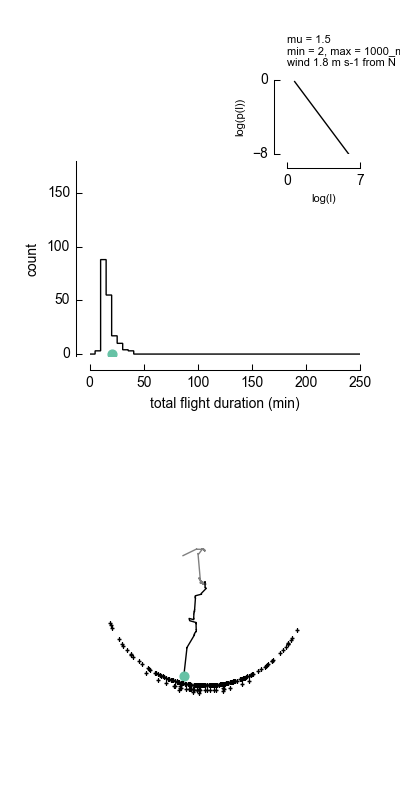 mu = 1.5
min = 2, max = 1000_m
wind 1.8 m s-1 from N
0
log(p(l))
−8
0 7
log(l)
150
100
count
50
0
0 50 100 150 200 250
total flight duration (min)